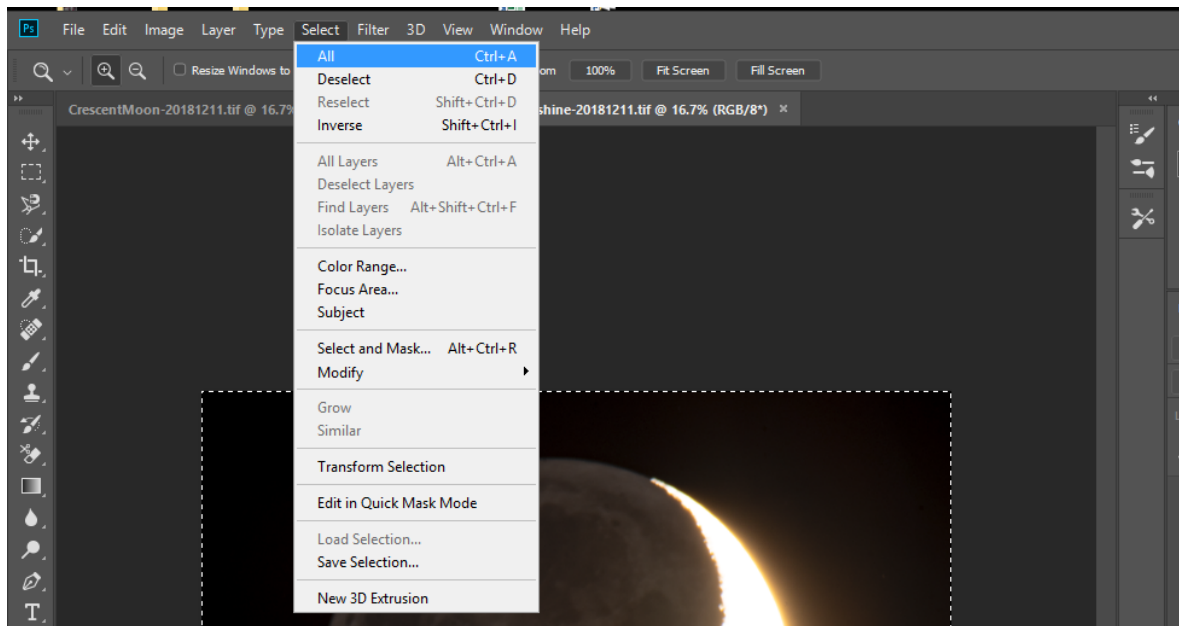 Ps File Edit Image Layer Type Select Filter 3D View Window Help
Resize Windows to
om 100% Fit Screen Fill Screen
CrescentMoon-20181211.tif @ 16.7%
shine-20181211.tif @ 16.7% (RGB/8*) ×
All Ctrl+A
Deselect Ctrl+D
Reselect Shift+Ctrl+D
Inverse Shift+Ctrl+I
All Layers Alt+Ctrl+A
Deselect Layers
Find Layers Alt+Shift+Ctrl+F
Isolate Layers
Color Range...
Focus Area...
Subject
Select and Mask... Alt+Ctrl+R
Modify
Grow
Similar
Transform Selection
Edit in Quick Mask Mode
Load Selection...
Save Selection...
New 3D Extrusion
T